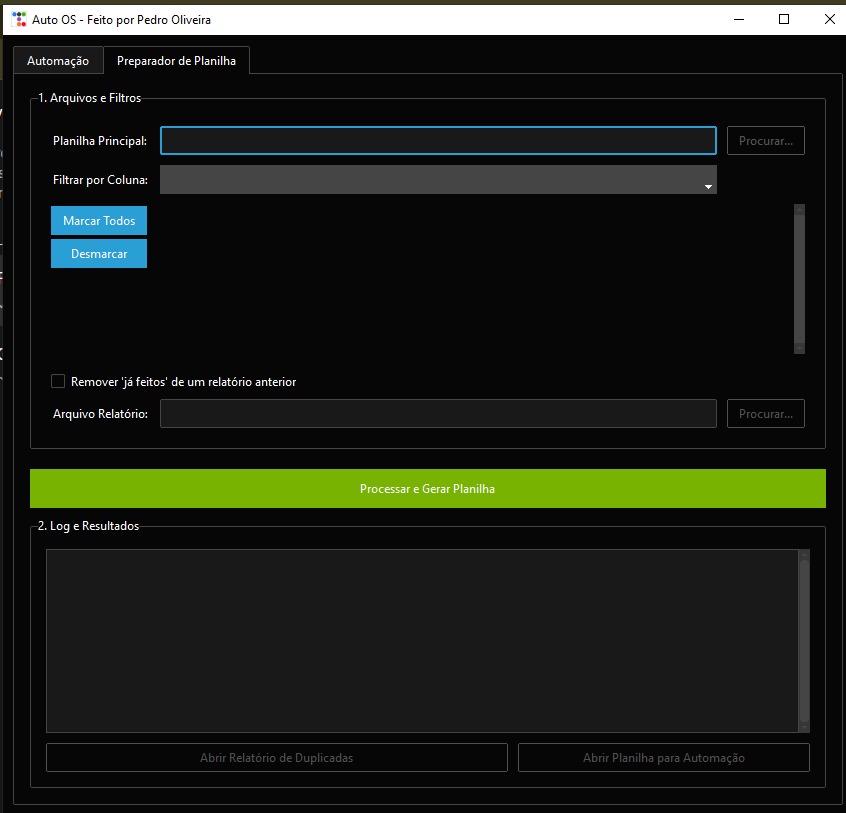 Auto OS - Feito por Pedro Oliveira
Automação
Preparador de Planilha
1. Arquivos e Filtros
Planilha Principal:
Procurar...
Filtrar por Coluna:
Marcar Todos
Desmarcar
Remover 'já feitos' de um relatório anterior
Arquivo Relatório:
Procurar...
Processar e Gerar Planilha
2. Log e Resultados
Abrir Relatório de Duplicadas
Abrir Planilha para Automação